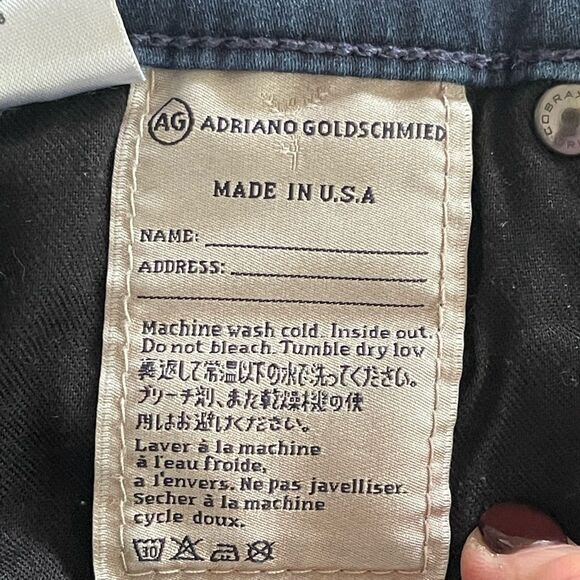 AG ADRIANO GOLDSCHMIED
COBRAX
MADE IN U.S.A
NAME:
ADDRESS:
Machine wash cold. Inside out.
Do not bleach. Tumble dry low
裏返して常温以下の水で洗ってください。
ブリーチ剤、また乾燥機の使
用はお避けください。
Laver à la machine
à l'eau froide,
a l'envers. Ne pas javelliser.
Secher à la machine
cycle doux.
30